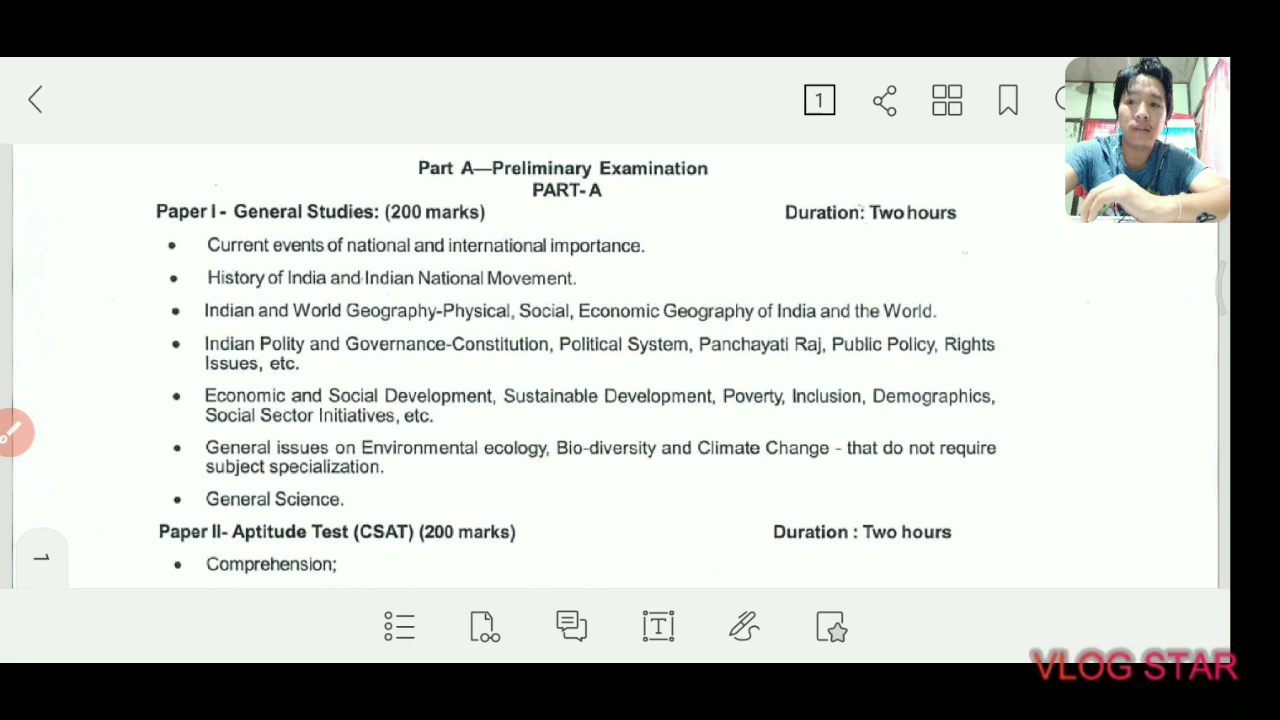 1
Part A—Preliminary Examination
PART-A
Paper I - General Studies: (200 marks) Duration: Two hours
• Current events of national and international importance.
• History of India and Indian National Movement.
• Indian and World Geography-Physical, Social, Economic Geography of India and the World.
• Indian Polity and Governance-Constitution, Political System, Panchayati Raj, Public Policy, Rights
Issues, etc.
• Economic and Social Development, Sustainable Development, Poverty, Inclusion, Demographics,
Social Sector Initiatives, etc.
• General issues on Environmental ecology, Bio-diversity and Climate Change - that do not require
subject specialization.
• General Science.
Paper II- Aptitude Test (CSAT) (200 marks) Duration : Two hours
• Comprehension;
1
T
VLOG STAR